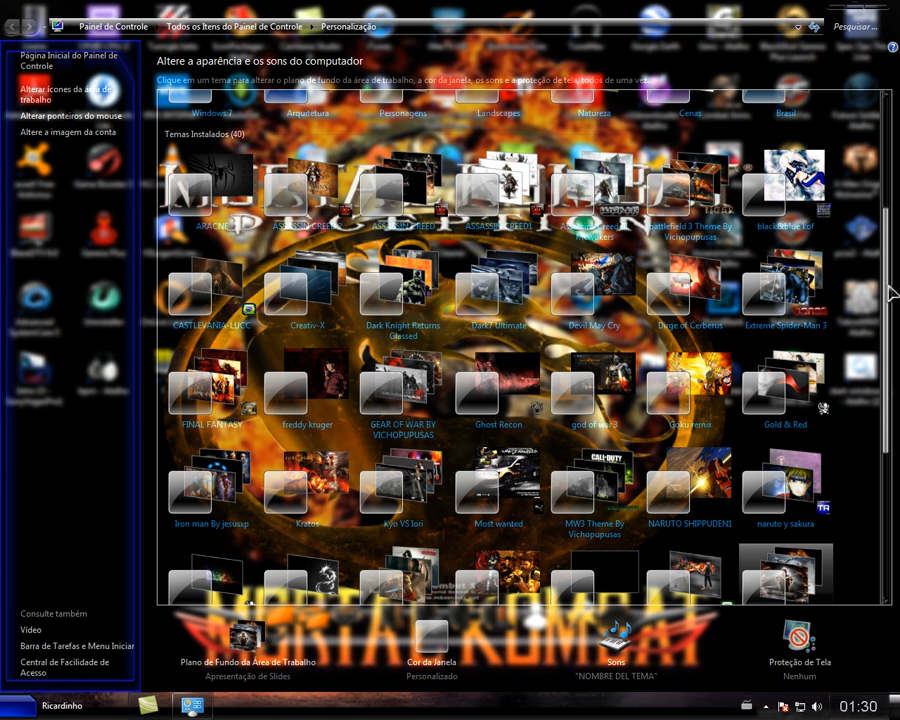 Painel de Controle
Todos os Itens do Painel de Controle
Personalização
Pesquisar ...
Página Inicial do Painel de
Controle
Alterar ícones da área de
trabalho
Alterar ponteiros do mouse
Altere a imagem da conta
Altere a aparência e os sons do computador
Clique em um tema para alterar o plano de fundo da área de trabalho, a cor da janela, os sons e a proteção de tela, todos de uma vez.
Windows 7
Arquitetura
Personagens
Landscapes
Natureza
Cenas
Brasil
Temas Instalados (40)
ARACNE
ASSASSIN CREED
ASSASSIN CREED1
battlefield 3 Theme By
Vichopupusas
black&blue kof
CASTLEVANIA-LUCC
Creativ-X
Dark Knight Returns
Glassed
Dark7 Ultimate
Devil May Cry
Dirge of Cerberus
Extreme Spider-Man 3
FINAL FANTASY
freddy kruger
GEAR OF WAR BY
VICHOPUPUSAS
Ghost Recon
god of war 3
Goku remix
Gold & Red
Iron man By jesusxp
Kratos
Kyo VS Iori
Most wanted
CALL OF DUTY
MW3 Theme By
Vichopupusas
NARUTO SHIPPUDEN1
naruto y sakura
TR
MORTAL KOMBAT
Plano de Fundo da Área de Trabalho
Apresentação de Slides
Cor da Janela
Personalizado
Sons
"NOMBRE DEL TEMA"
Proteção de Tela
Nenhum
Consulte também
Vídeo
Barra de Tarefas e Menu Iniciar
Central de Facilidade de
Acesso
Ricardinho
01:30